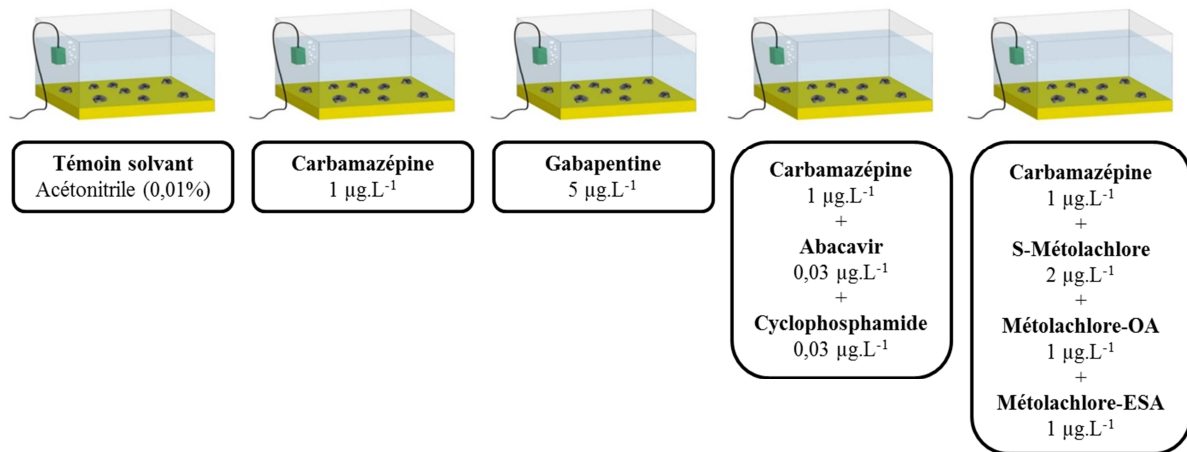 Témoin solvant
Acétonitrile (0,01%)
Carbamazépine
1 µg.L⁻¹
Gabapentine
5 µg.L⁻¹
Carbamazépine
1 µg.L⁻¹
+
Abacavir
0,03 µg.L⁻¹
+
Cyclophosphamide
0,03 µg.L⁻¹
Carbamazépine
1 µg.L⁻¹
+
S-Métolachlore
2 µg.L⁻¹
+
Métolachlore-OA
1 µg.L⁻¹
+
Métolachlore-ESA
1 µg.L⁻¹